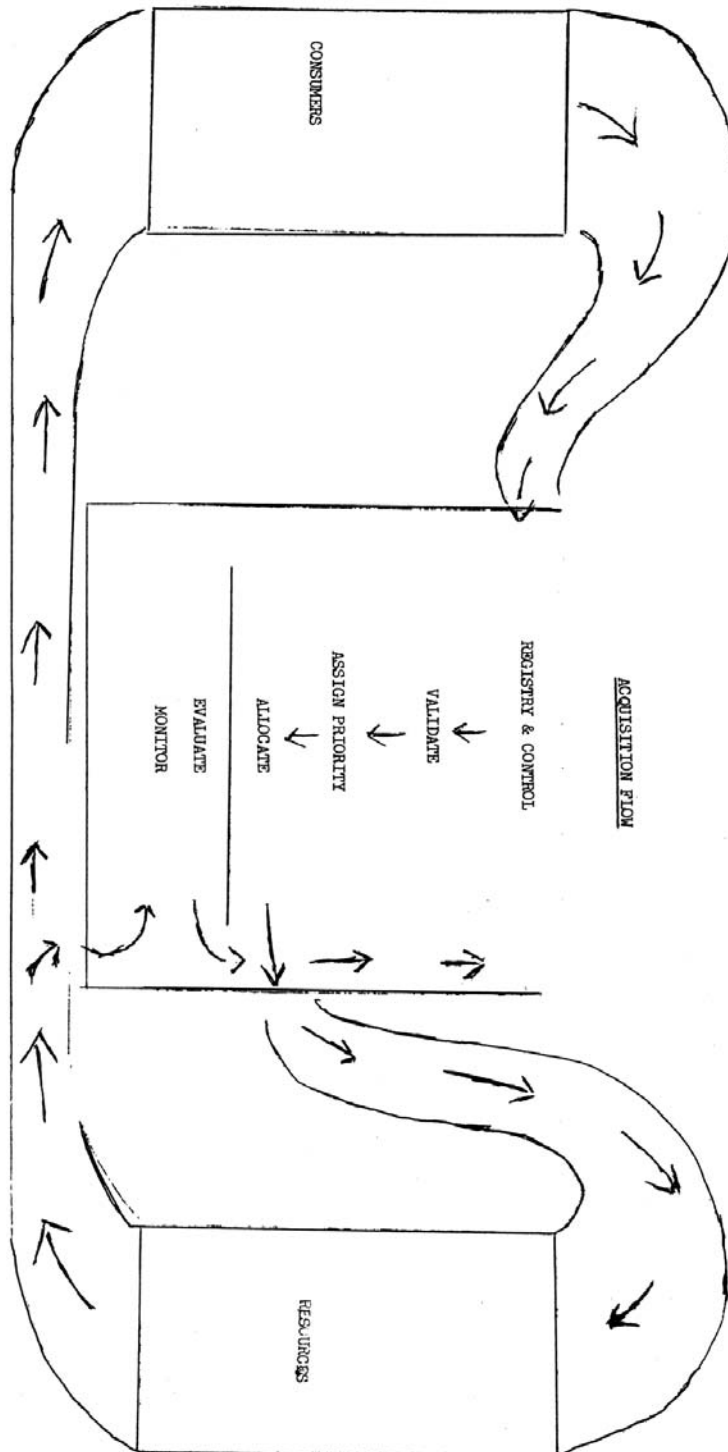 ACQUISITION FLOW
CONSUMERS
REGISTRY & CONTROL
VALIDATE
ASSIGN PRIORITY
ALLOCATE
EVALUATE
MONITOR
RESOURCES